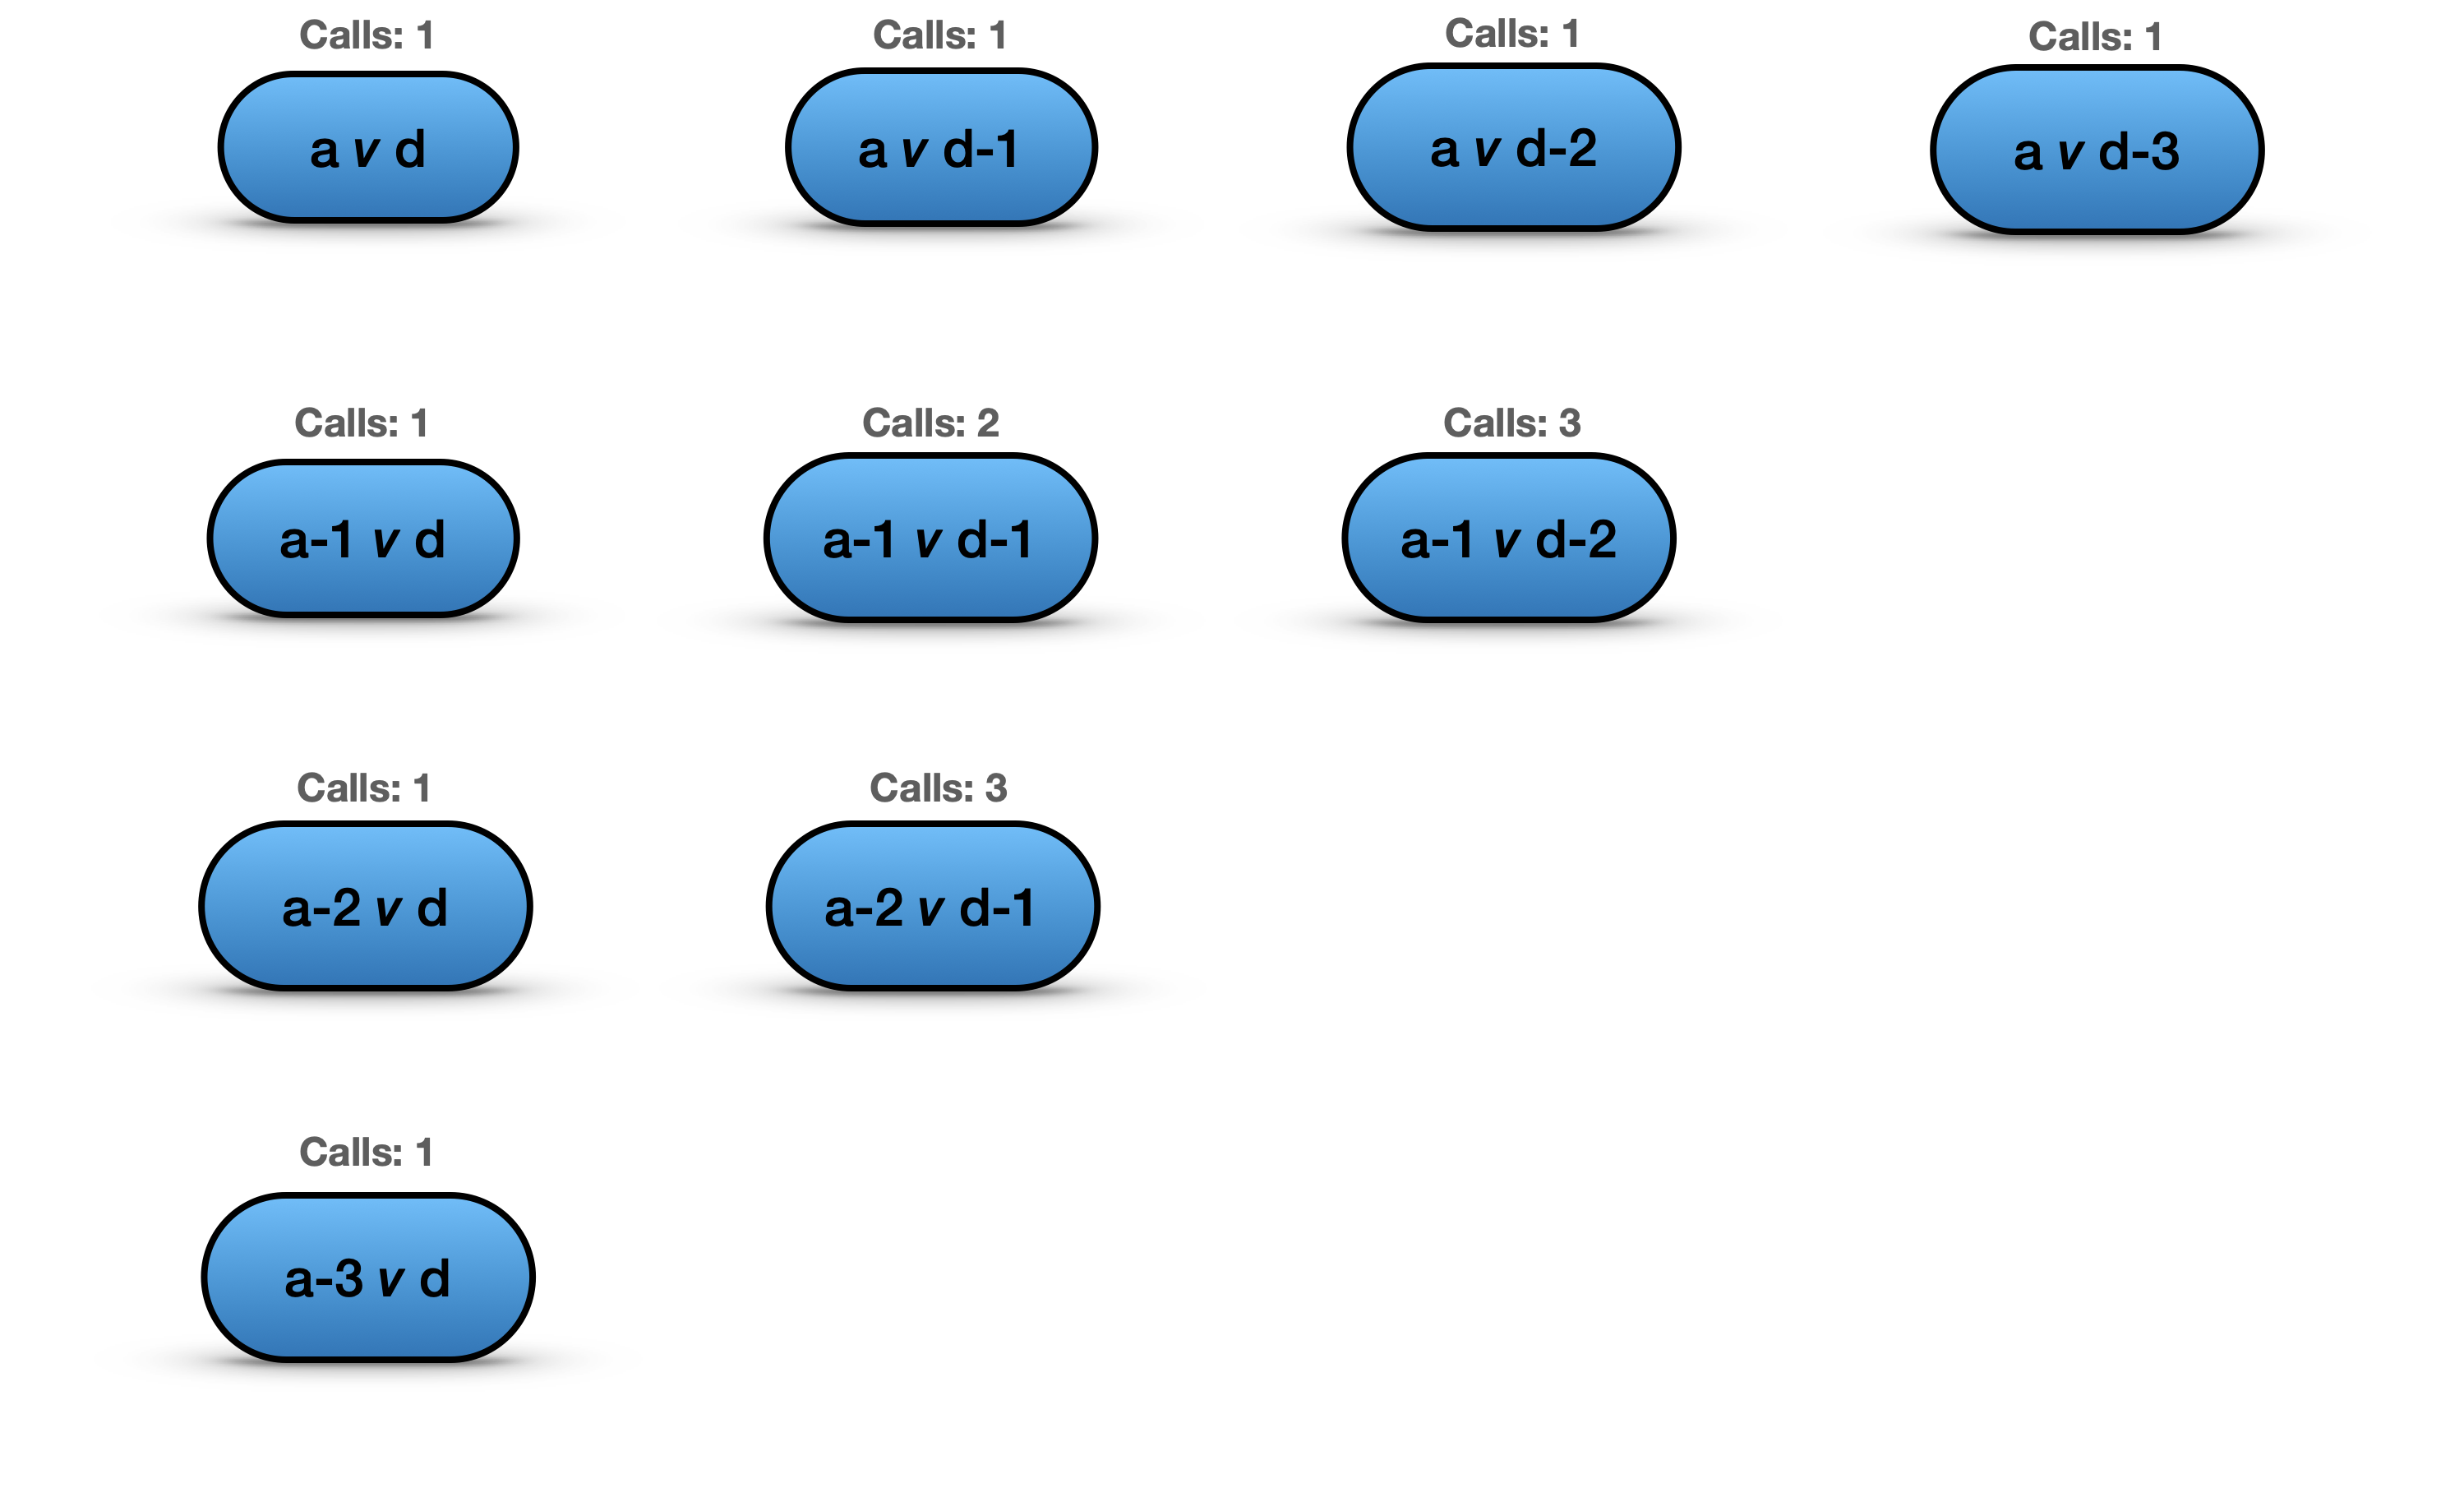 Calls: 1
Calls: 1
Calls: 1
Calls: 1
a v d
a v d-1
a v d-2
a v d-3
Calls: 1
Calls: 2
Calls: 3
a-1 v d
a-1 v d-1
a-1 v d-2
Calls: 1
Calls: 3
a-2 v d
a-2 v d-1
Calls: 1
a-3 v d